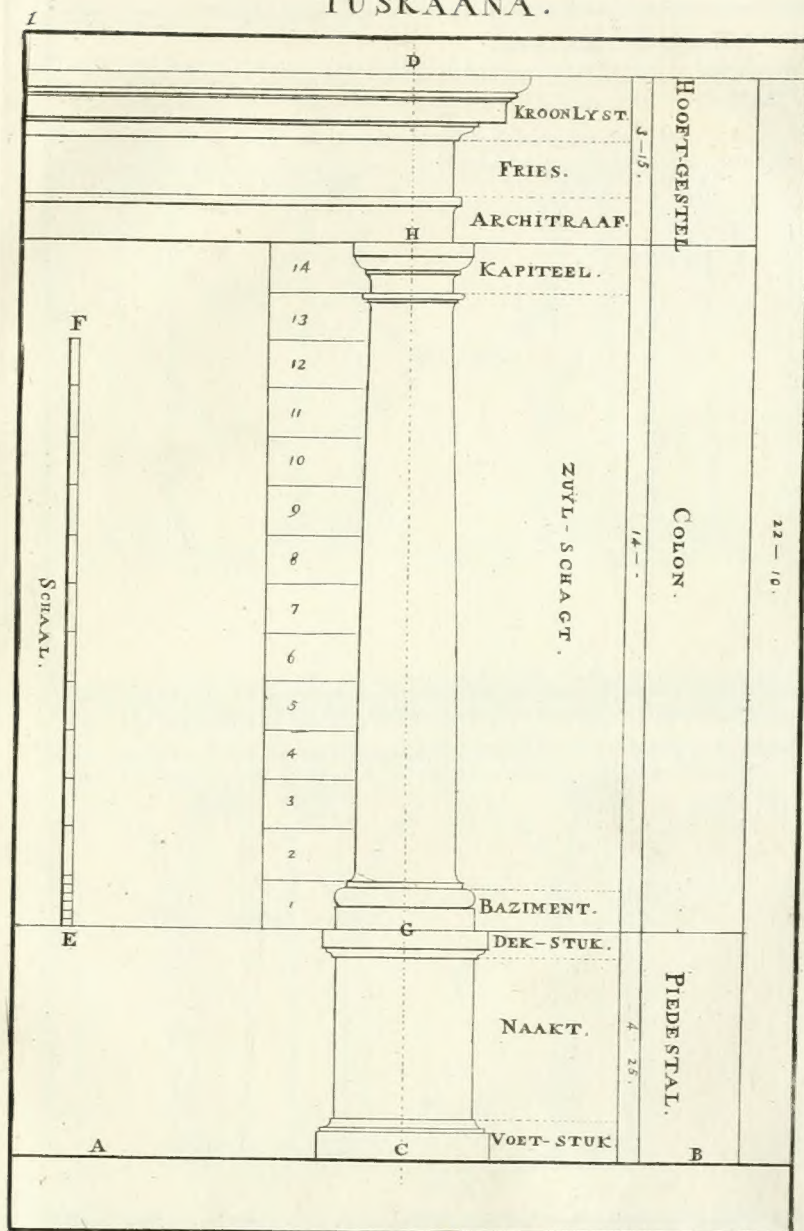 TUSKAANA.
I
D
KROONLYST.
FRIES.
ARCHITRAAF.
3–15.
HOOFT-GESTEL
H
14
KAPITEEL.
13
12
11
10
9
8
7
6
5
4
3
2
1
F
SCHAAL.
E
ZUŸL-SCHAGT.
14 – -
COLON.
22 – 10.
BAZIMENT.
G
DEK-STUK.
NAAKT.
4 25.
PIEDESTAL.
VOET-STUK
A
C
B